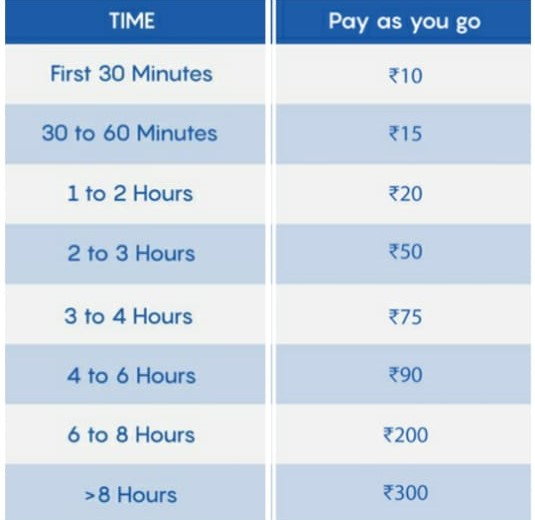 TIME Pay as you go
First 30 Minutes ₹10
30 to 60 Minutes ₹15
1 to 2 Hours ₹20
2 to 3 Hours ₹50
3 to 4 Hours ₹75
4 to 6 Hours ₹90
6 to 8 Hours ₹200
>8 Hours ₹300